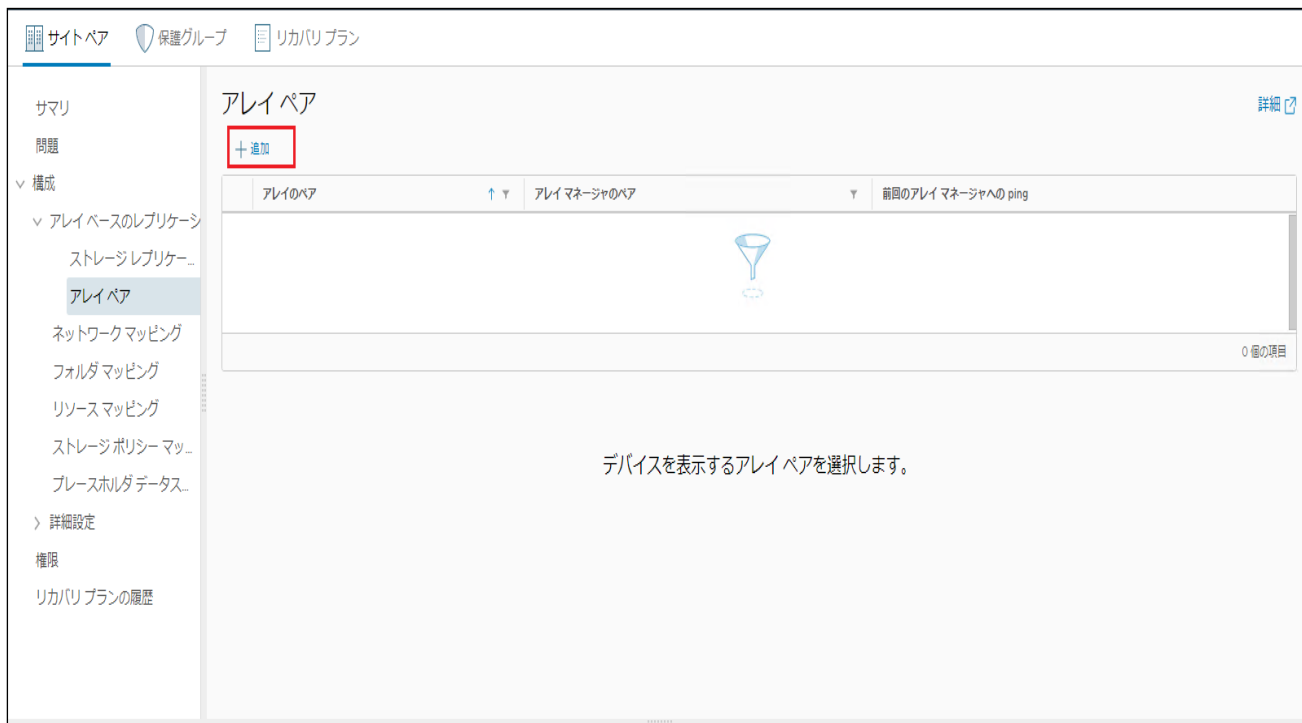 サイト ペア 保護グループ リカバリ プラン
サマリ
問題
構成
アレイ ベースのレプリケーシ
ストレージ レプリケー...
アレイ ペア
ネットワーク マッピング
フォルダ マッピング
リソース マッピング
ストレージ ポリシー マッ...
プレースホルダ データス...
詳細設定
権限
リカバリ プランの履歴
アレイ ペア
詳細
追加
アレイのペア アレイ マネージャのペア 前回のアレイ マネージャへの ping
0 個の項目
デバイスを表示するアレイ ペアを選択します。